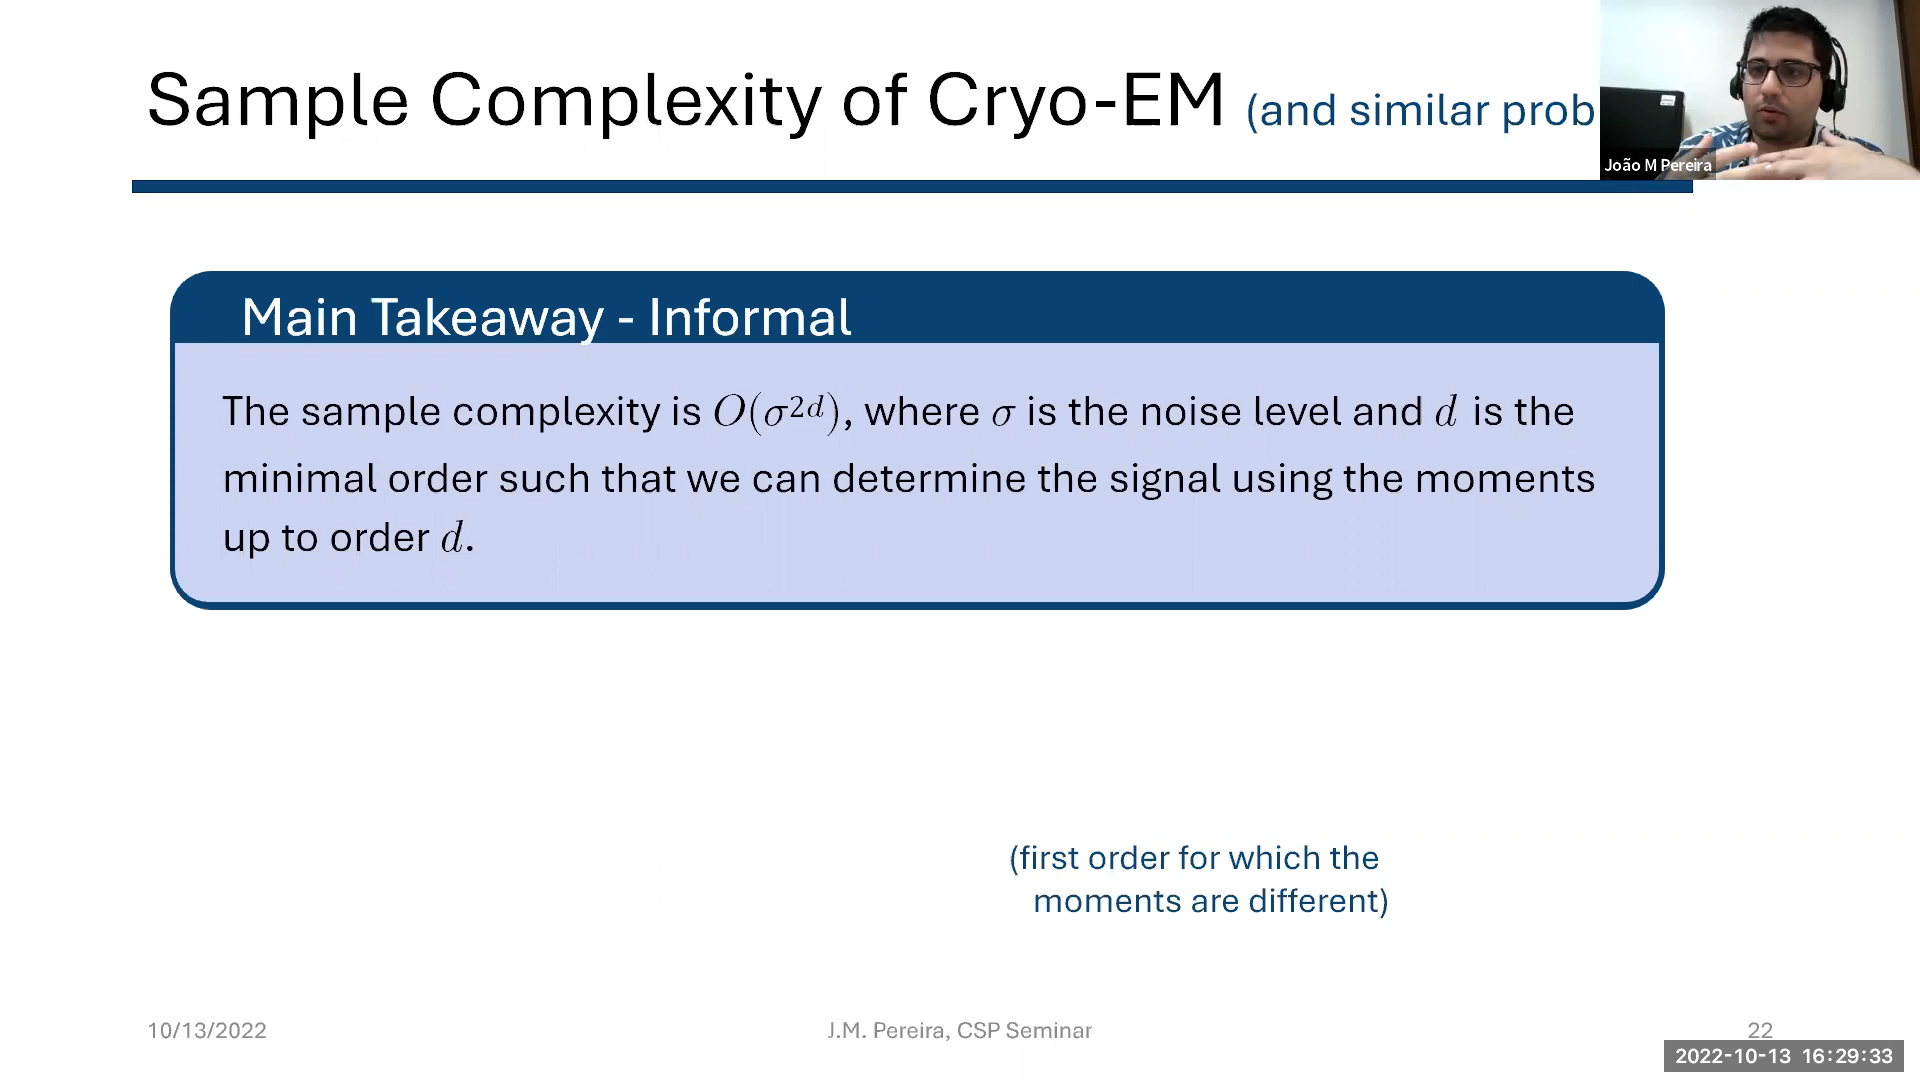 Sample Complexity of Cryo-EM (and similar prob
João M Pereira
Main Takeaway - Informal
The sample complexity is $O(\sigma^{2d})$, where $\sigma$ is the noise level and $d$ is the
minimal order such that we can determine the signal using the moments
up to order $d$.
(first order for which the
moments are different)
10/13/2022
J.M. Pereira, CSP Seminar
22
2022-10-13 16:29:33